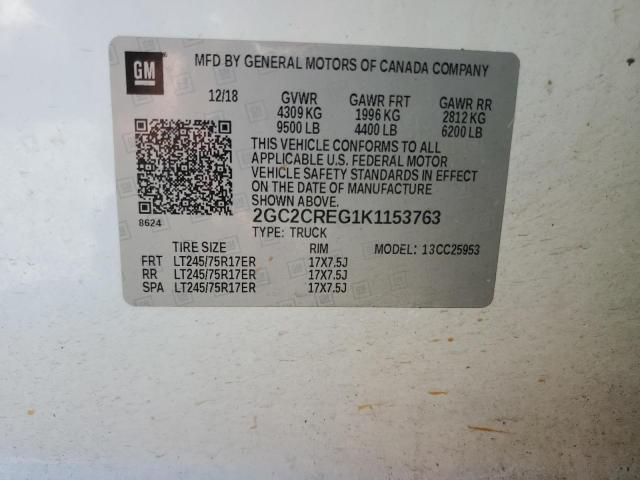 GM
MFD BY GENERAL MOTORS OF CANADA COMPANY
12/18 GVWR GAWR FRT GAWR RR
4309 KG 1996 KG 2812 KG
9500 LB 4400 LB 6200 LB
THIS VEHICLE CONFORMS TO ALL
APPLICABLE U.S. FEDERAL MOTOR
VEHICLE SAFETY STANDARDS IN EFFECT
ON THE DATE OF MANUFACTURE
SHOWN ABOVE.
8624
2GC2CREG1K1153763
TYPE: TRUCK
TIRE SIZE RIM MODEL: 13CC25953
FRT LT245/75R17ER 17X7.5J
RR LT245/75R17ER 17X7.5J
SPA LT245/75R17ER 17X7.5J